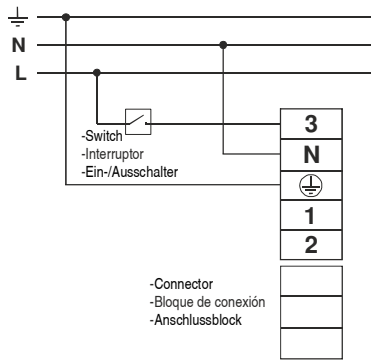 N
L
-Switch
-Interruptor
-Ein-/Ausschalter
3
N
1
2
-Connector
-Bloque de conexión
-Anschlussblock